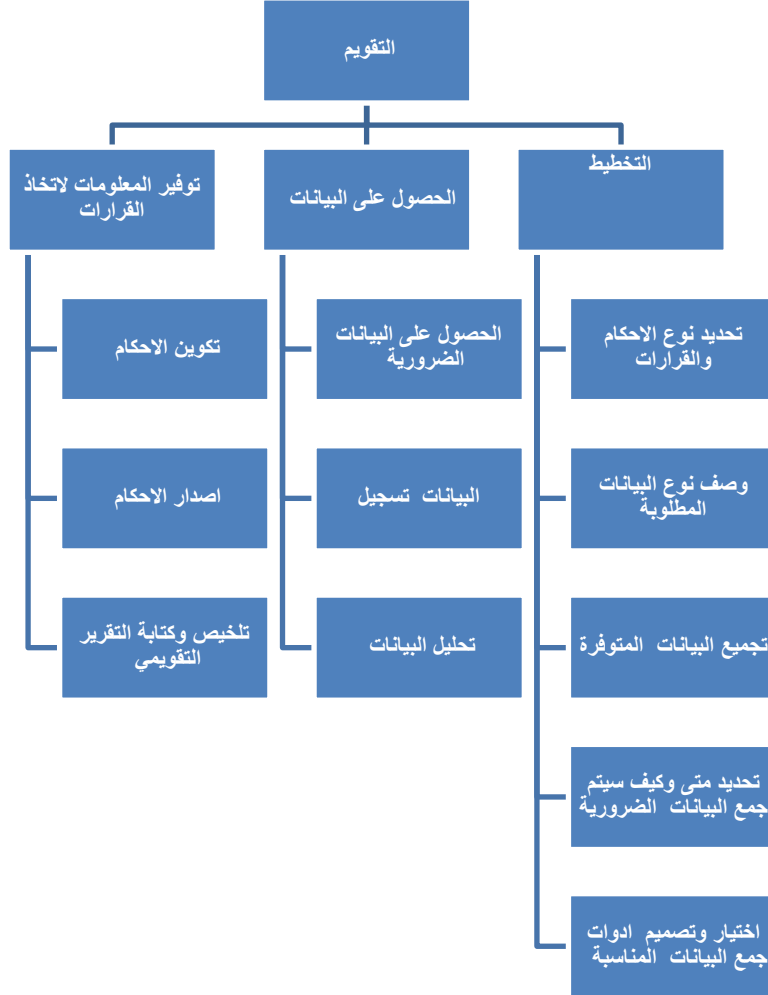 التقويم
التخطيط
الحصول على البيانات
توفير المعلومات لاتخاذ
القرارات
تحديد نوع الاحكام
والقرارات
وصف نوع البيانات
المطلوبة
تجميع البيانات المتوفرة
تحديد متى وكيف سيتم
جمع البيانات الضرورية
اختيار وتصميم ادوات
جمع البيانات المناسبة
الحصول على البيانات
الضرورية
البيانات تسجيل
تحليل البيانات
تكوين الاحكام
اصدار الاحكام
تلخيص وكتابة التقرير
التقويمي